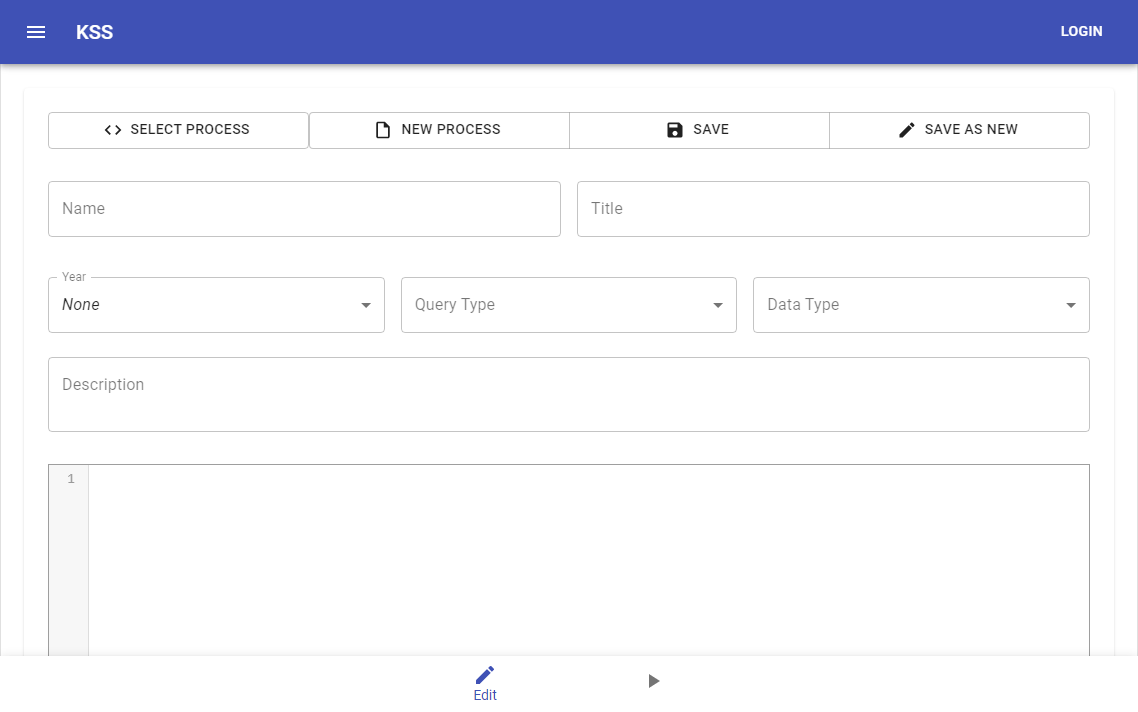 KSS
LOGIN
SELECT PROCESS
NEW PROCESS
SAVE
SAVE AS NEW
Name
Title
Year
None
Query Type
Data Type
Description
1
Edit